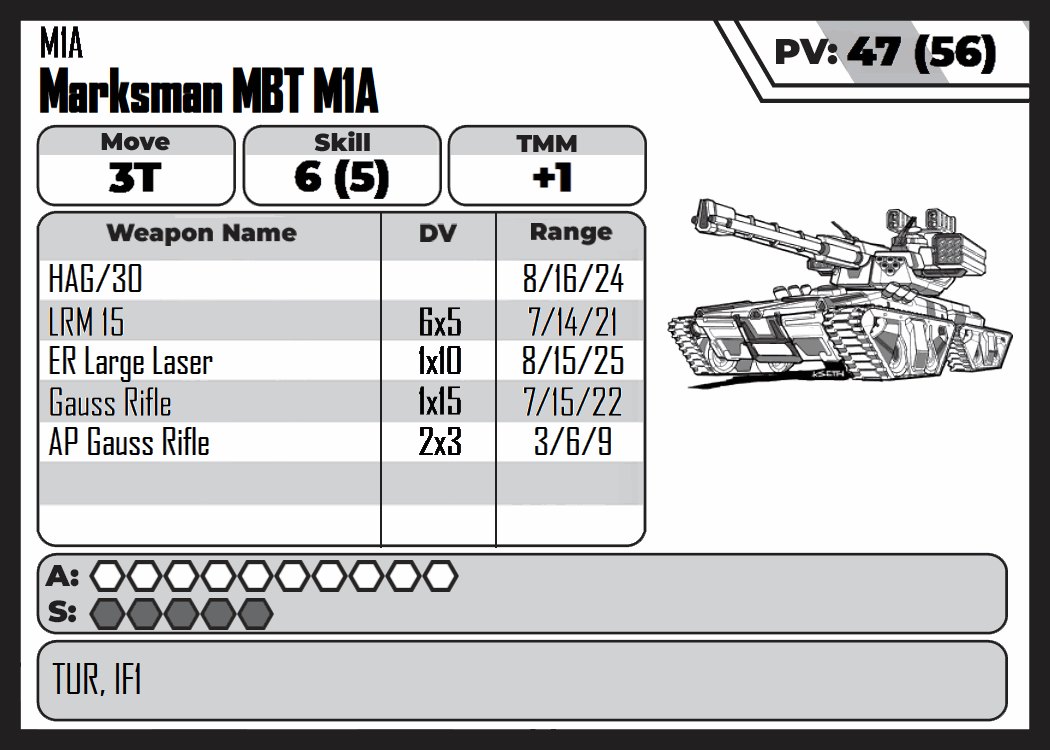 M1A
PV: 47 (56)
Marksman MBT M1A
Move Skill TMM
3T 6 (5) +1
Weapon Name DV Range
HAG/30 8/16/24
LRM 15 6x5 7/14/21
ER Large Laser 1x10 8/15/25
Gauss Rifle 1x15 7/15/22
AP Gauss Rifle 2x3 3/6/9
A:
S:
TUR, IF1